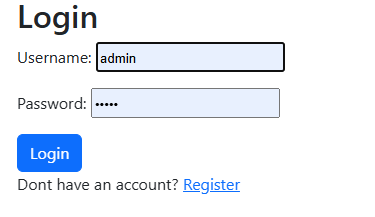 Login
Username: admin
Password: •••••
Login
Dont have an account? Register